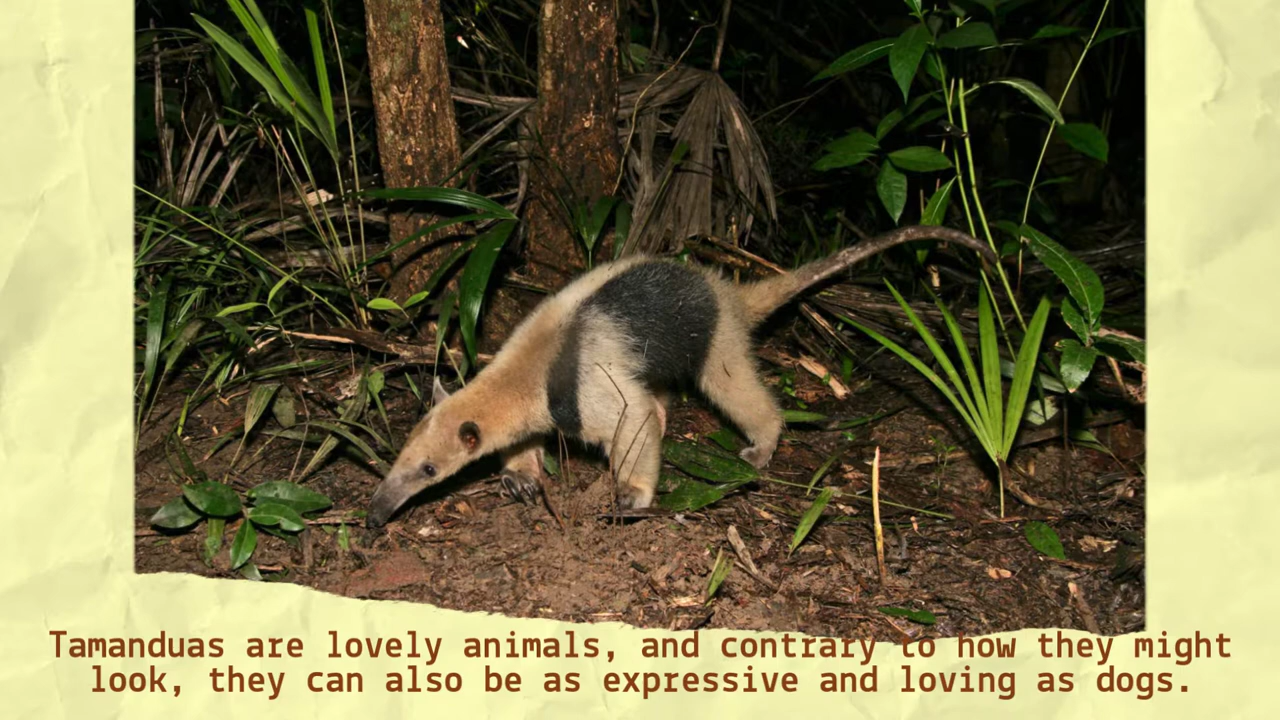 Tamanduas are lovely animals, and contrary to how they might
look, they can also be as expressive and loving as dogs.